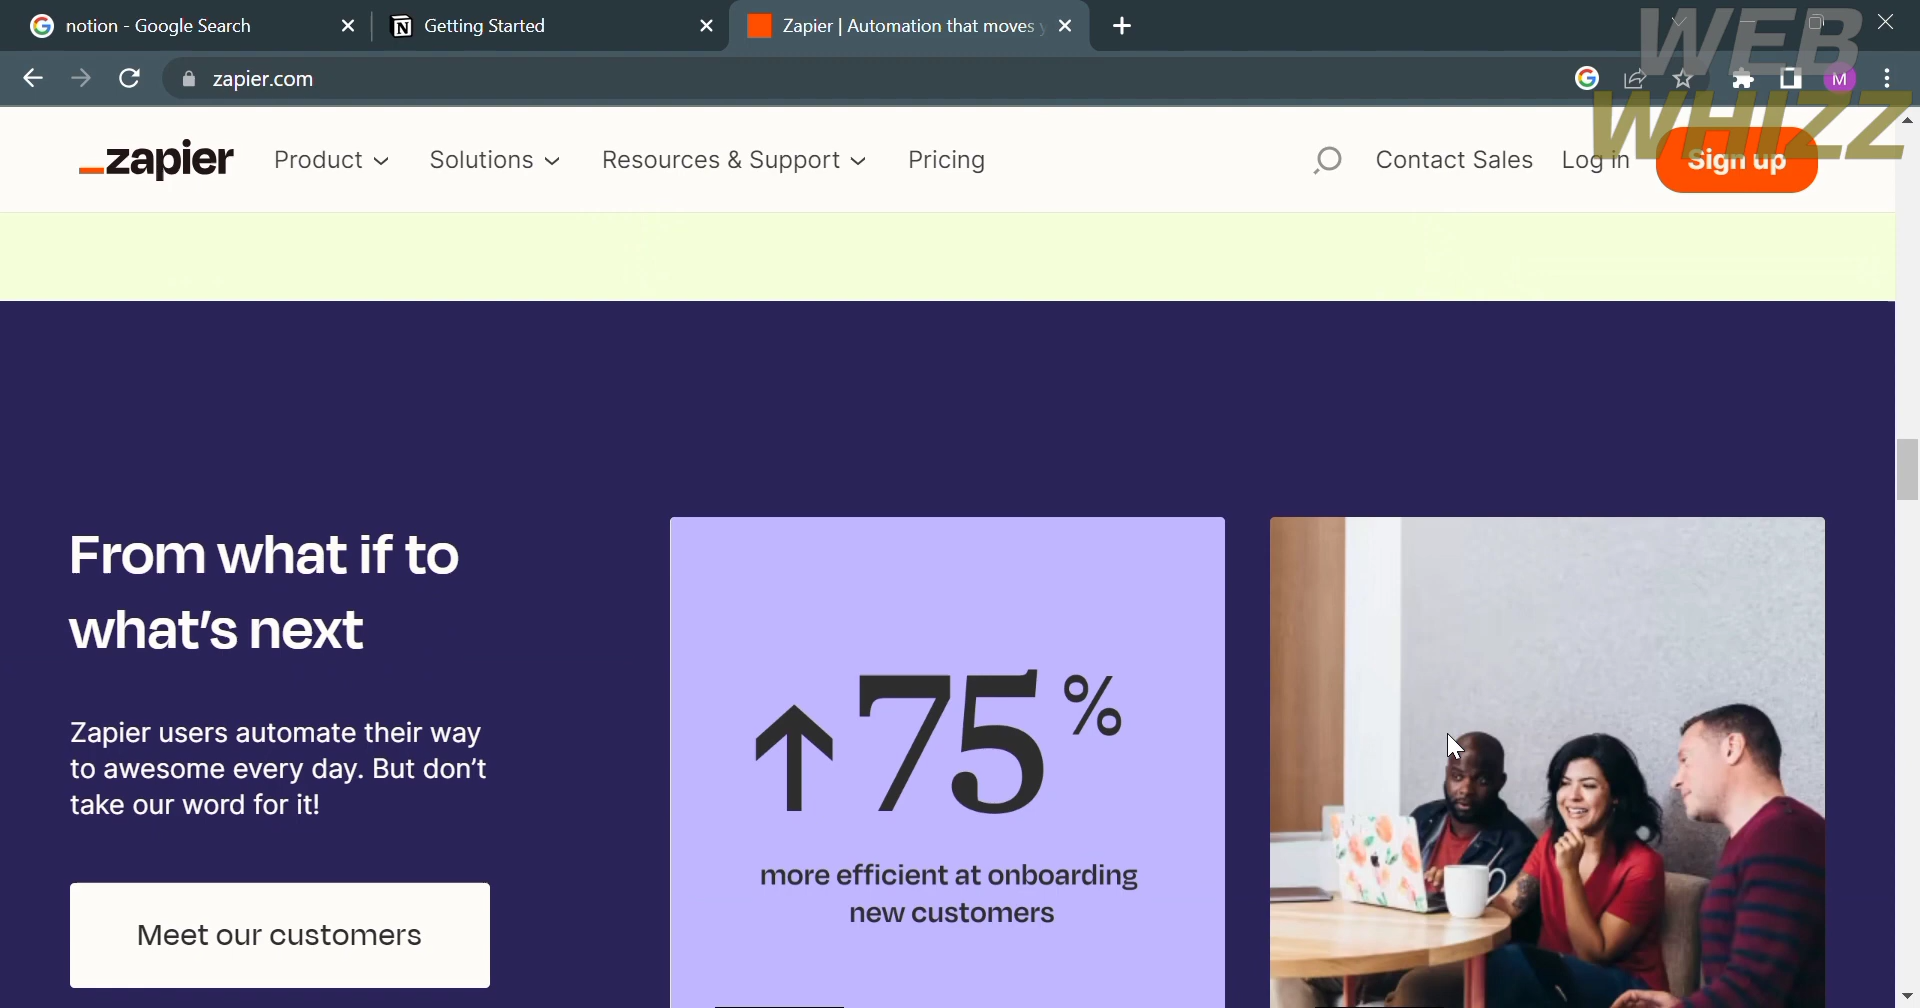 notion - Google Search
Getting Started
Zapier | Automation that moves
zapier.com
M
WEB
WHIZZ
zapier
Product
Solutions
Resources & Support
Pricing
Contact Sales
Log in
Sign up
From what if to
what's next
Zapier users automate their way
to awesome every day. But don't
take our word for it!
Meet our customers
75%
more efficient at onboarding
new customers